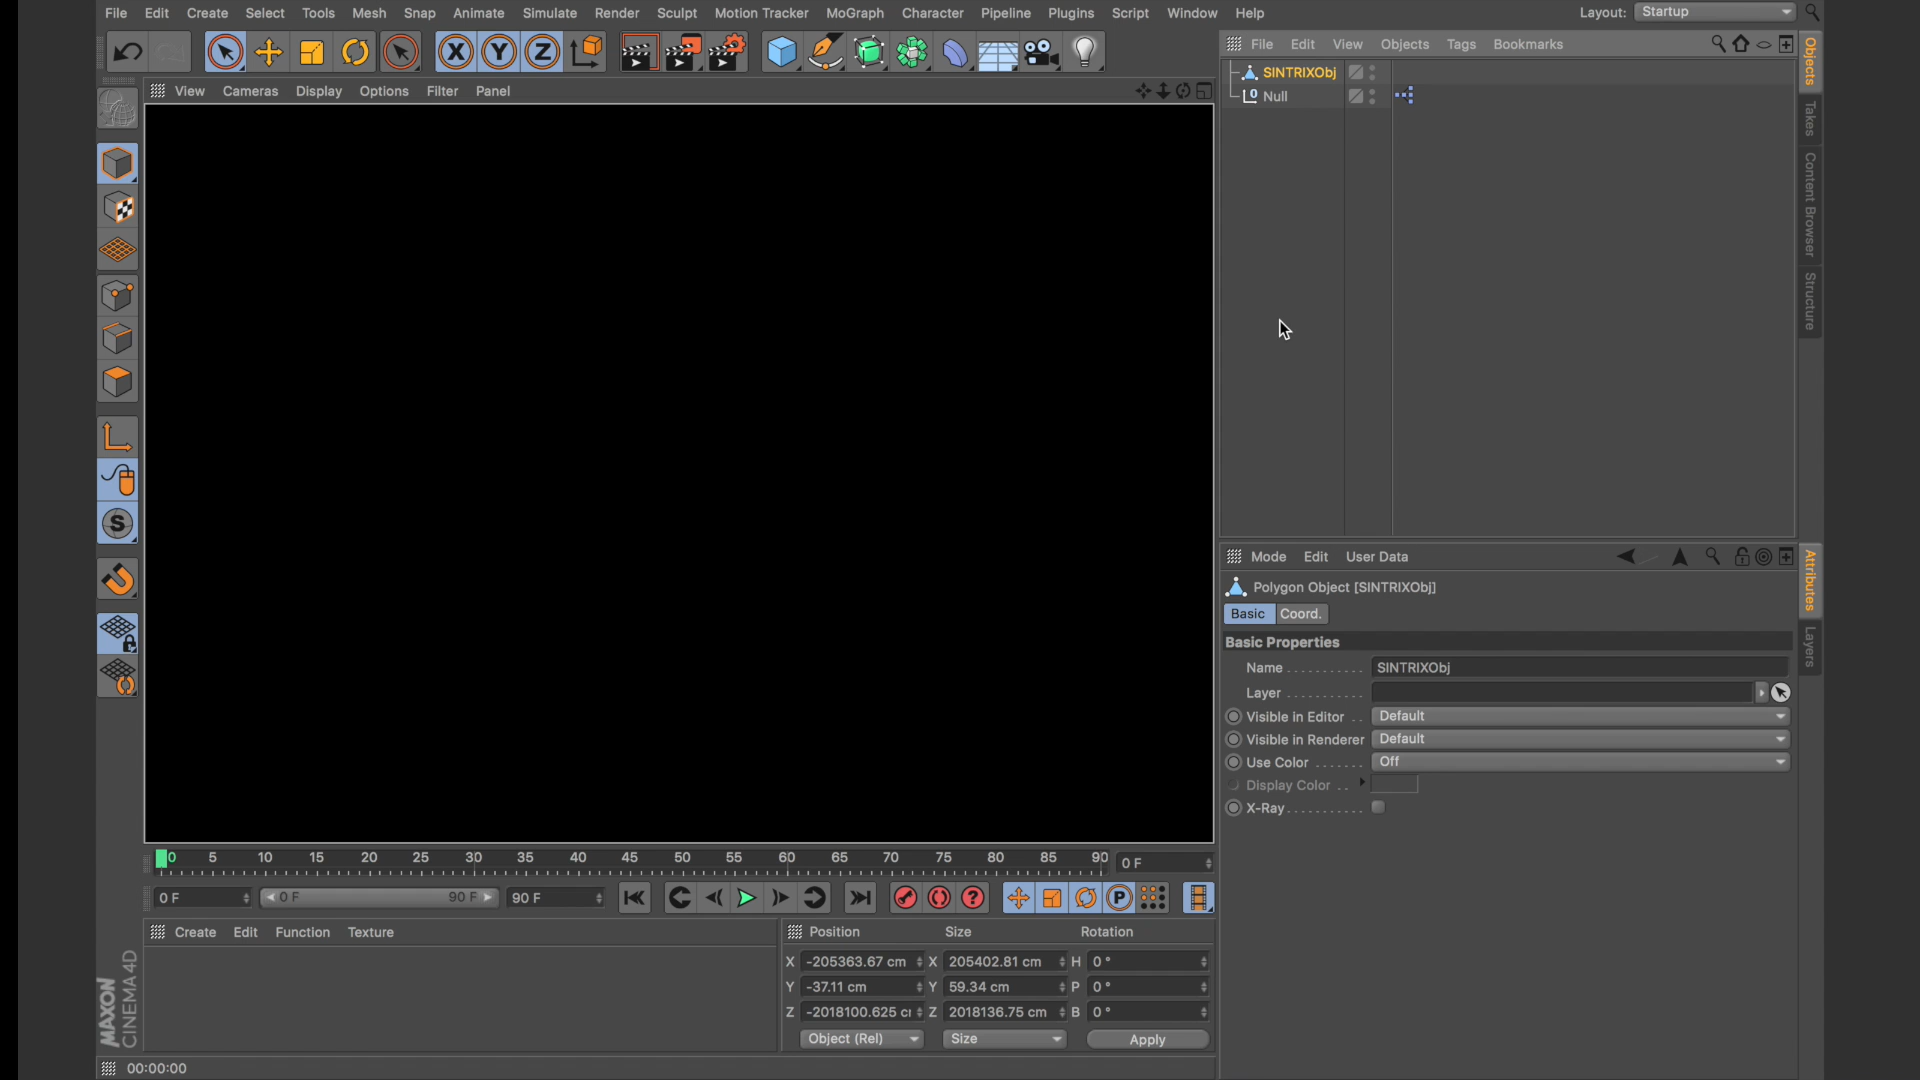 File Edit Create Select Tools Mesh Snap Animate Simulate Render Sculpt Motion Tracker MoGraph Character Pipeline Plugins Script Window Help Layout: Startup
X Y Z
View Cameras Display Options Filter Panel
File Edit View Objects Tags Bookmarks
SINTRIXObj
Null
Objects
Takes
Content Browser
Structure
Mode Edit User Data
Polygon Object [SINTRIXObj]
Basic Coord.
Basic Properties
Name SINTRIXObj
Layer
Visible in Editor Default
Visible in Renderer Default
Use Color Off
Display Color
X-Ray
Attributes
Layers
S
0 5 10 15 20 25 30 35 40 45 50 55 60 65 70 75 80 85 90 0 F
0 F 0 F 90 F 90 F P
Create Edit Function Texture
Position Size Rotation
X -205363.67 cm X 205402.81 cm H 0 °
Y -37.11 cm Y 59.34 cm P 0 °
Z -2018100.625 Z 2018136.75 cm B 0 °
Object (Rel) Size Apply
MAXON
CINEMA 4D
00:00:00